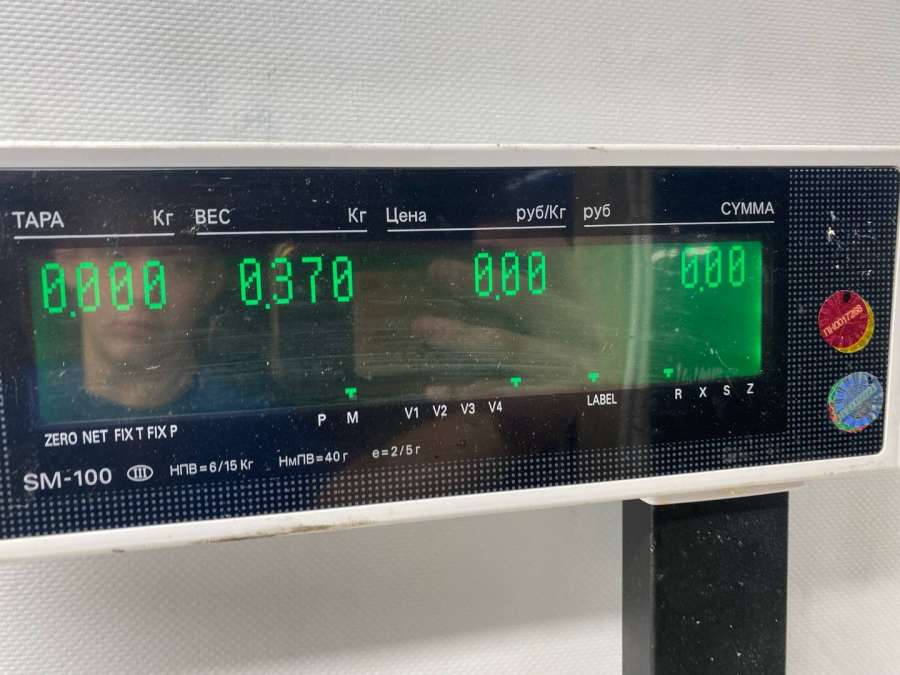 ТАРА Кг ВЕС Кг Цена руб/Кг руб СУММА
0.000 0.370 0.00 0.00
P M V1 V2 V3 V4 LABEL R X S Z
ZERO NET FIX T FIX P
SM-100 III НПВ=6/15 Кг НмПВ=40 г e=2/5 г